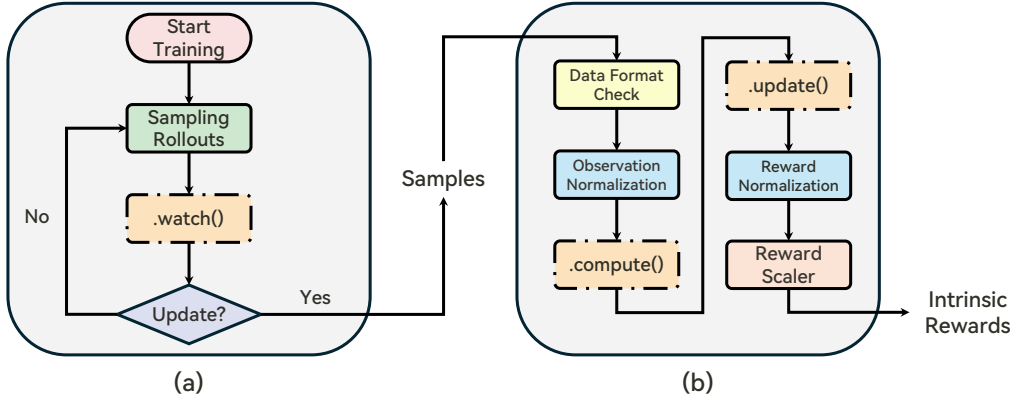 Start
Training
Sampling
Rollouts
.watch()
Update?
No
Yes
(a)
Samples
Data Format
Check
Observation
Normalization
.compute()
.update()
Reward
Normalization
Reward
Scaler
Intrinsic
Rewards
(b)